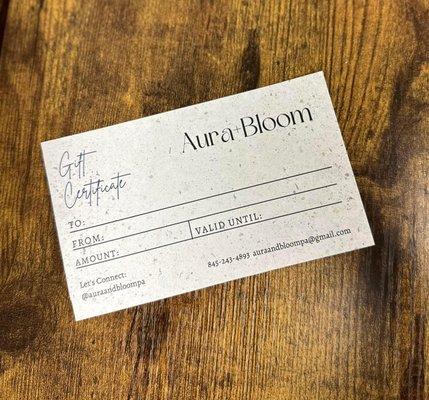 Aura+Bloom
Gift
Certificate
TO:
FROM:
AMOUNT:
VALID UNTIL:
Let's Connect:
@auraandbloompa
845-243-4893 auraandbloompa@gmail.com